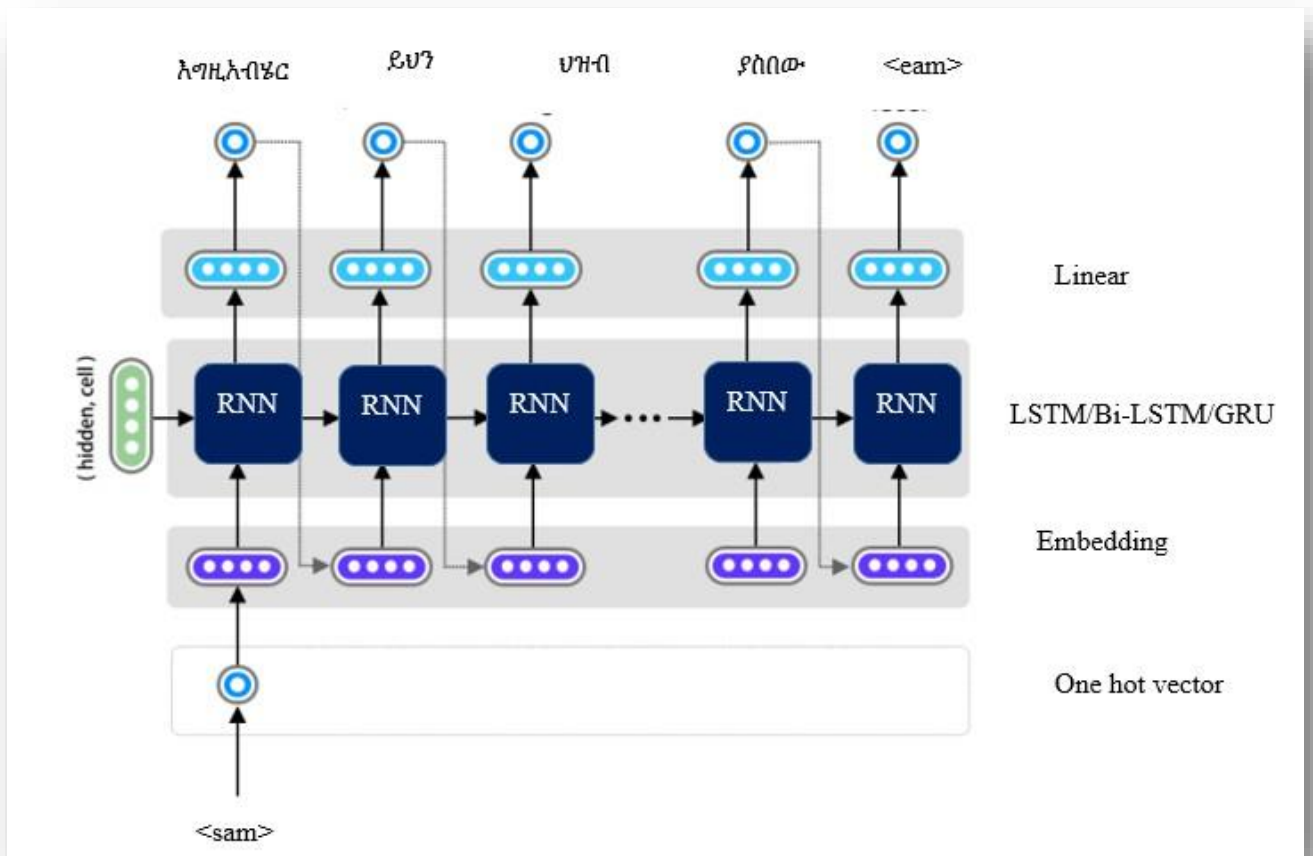 እግዚአብሄር ይህን ህዝብ ያስበው <eam>
Linear
( hidden, cell )
RNN RNN RNN RNN RNN
LSTM/Bi-LSTM/GRU
Embedding
One hot vector
<sam>